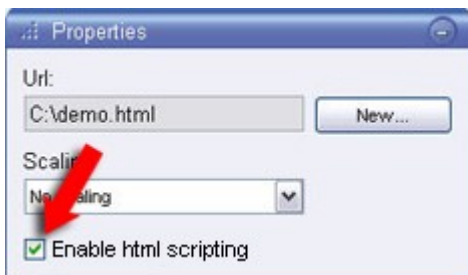 Properties
Url:
C:\demo.html
New...
Enable html scripting